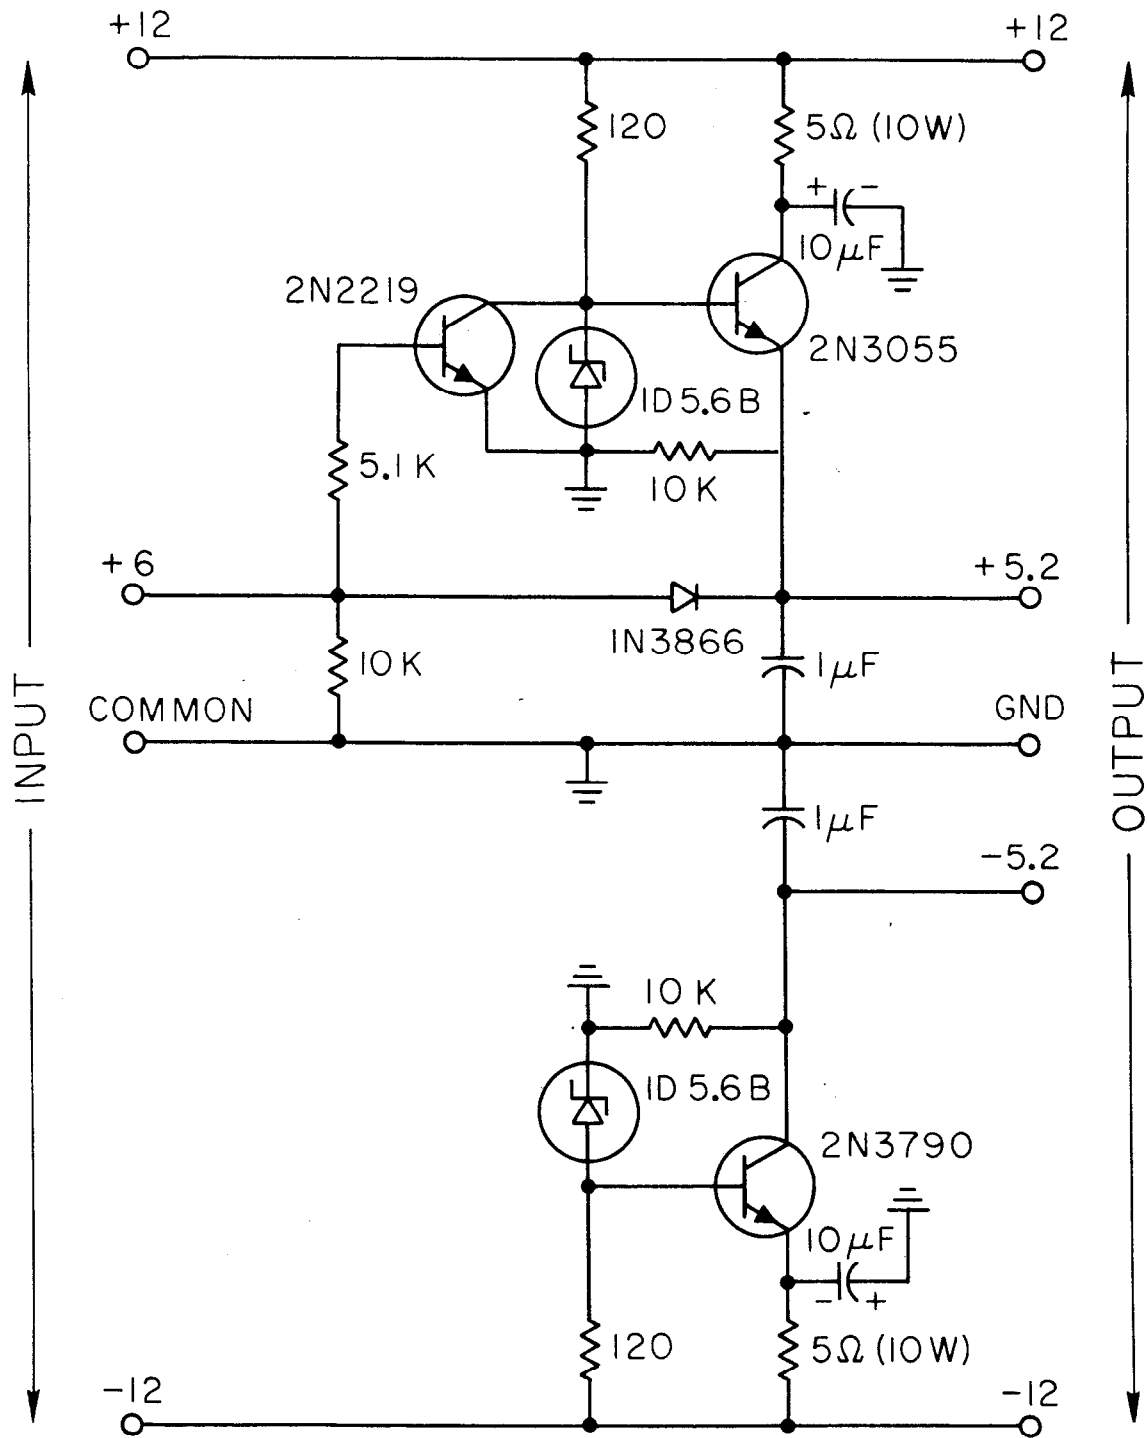 +12
+12
120
5Ω (10W)
+ -
10μF
2N2219
2N3055
1D5.6B
5.1K
10K
+6
+5.2
1N3866
10K
1μF
COMMON
GND
INPUT
OUTPUT
1μF
-5.2
10K
1D5.6B
2N3790
10μF
- +
120
5Ω (10W)
-12
-12